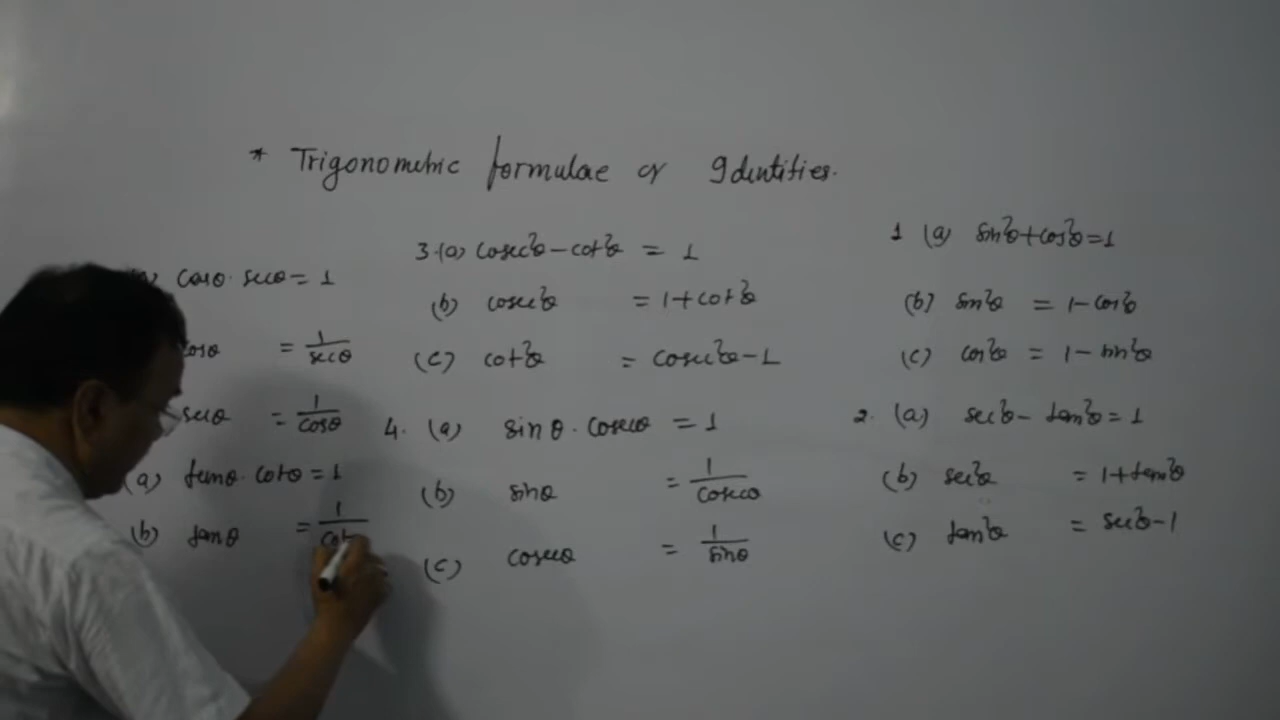 * Trigonometric formulae or Identities.
1 (a) sin²θ+cos²θ=1
(b) sin²θ = 1-cos²θ
(c) cos²θ = 1-sin²θ
2. (a) sec²θ- tan²θ=1
(b) sec²θ = 1+tan²θ
(c) tan²θ = sec²θ-1
3.(a) cosec²θ-cot²θ = 1
(b) cosec²θ = 1+cot²θ
(c) cot²θ = cosec²θ-1
4. (a) sinθ.cosecθ = 1
(b) sinθ = 1/cosecθ
(c) cosecθ = 1/sinθ
cosθ.secθ=1
cosθ = 1/secθ
secθ = 1/cosθ
(a) tanθ.cotθ=1
(b) tanθ = 1/cot